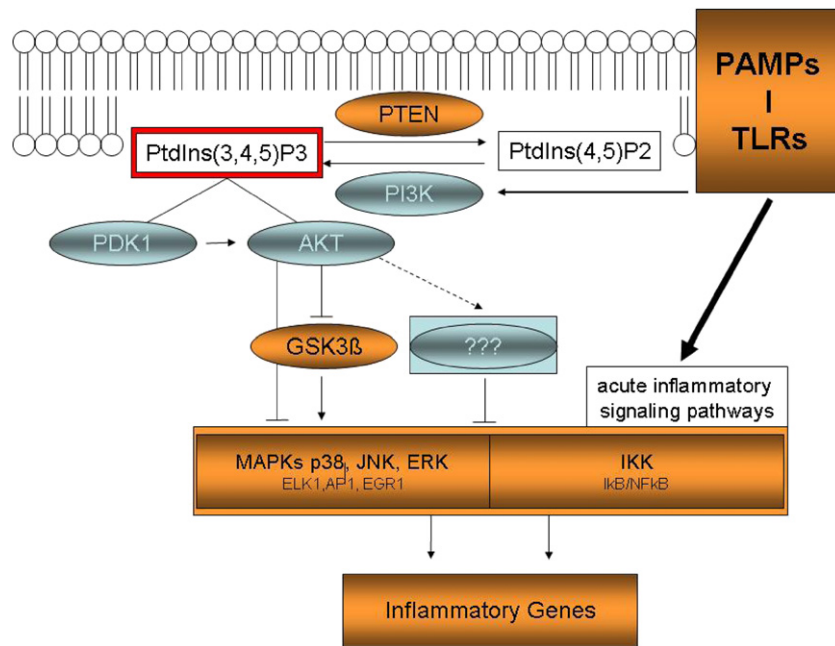 PAMPs
I
TLRs
PTEN
PtdIns(3,4,5)P3
PtdIns(4,5)P2
PI3K
PDK1
AKT
GSK3ß
???
acute inflammatory
signaling pathways
MAPKs p38, JNK, ERK
ELK1,AP1, EGR1
IKK
IkB/NFkB
Inflammatory Genes